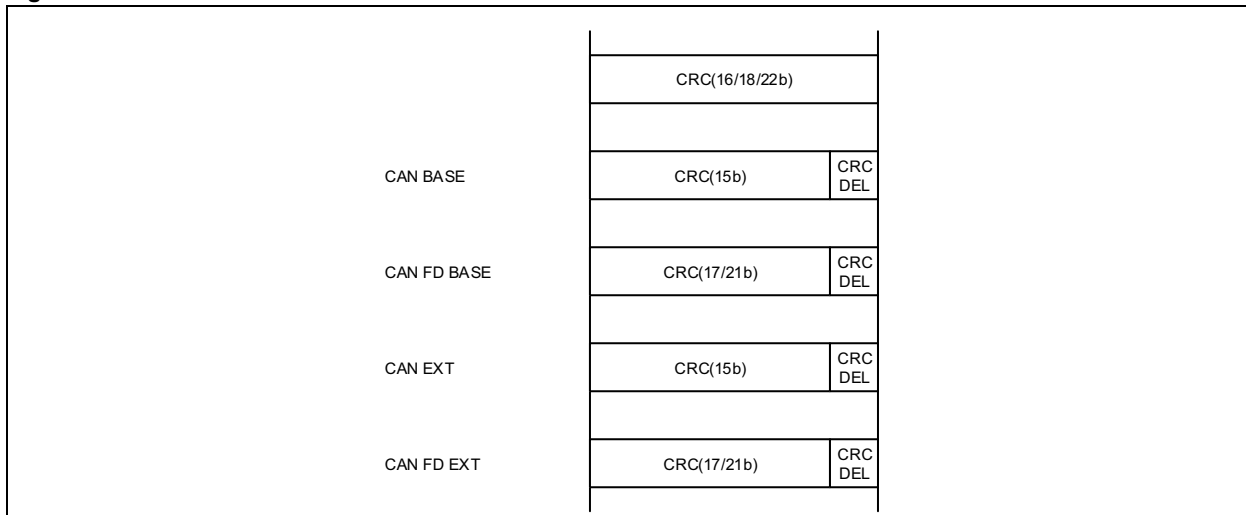 CRC(16/18/22b)
CAN BASE
CRC(15b)
CRC
DEL
CAN FD BASE
CRC(17/21b)
CRC
DEL
CAN EXT
CRC(15b)
CRC
DEL
CAN FD EXT
CRC(17/21b)
CRC
DEL